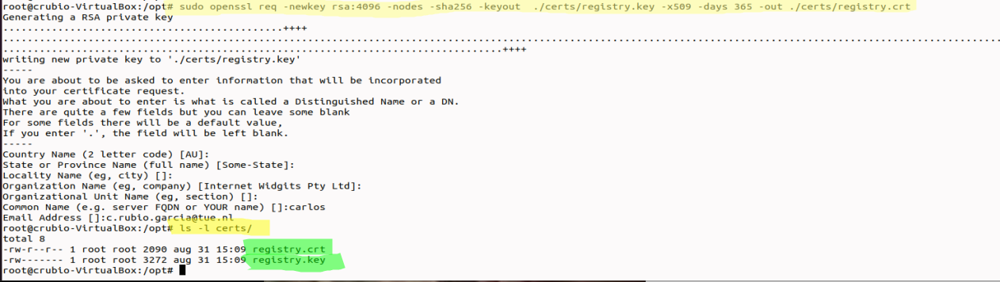 root@crubio-VirtualBox:/opt# sudo openssl req -newkey rsa:4096 -nodes -sha256 -keyout  ./certs/registry.key -x509 -days 365 -out ./certs/registry.crt
Generating a RSA private key
...............................................++++
................................................................................................................................................................................
....................................................................................++++
writing new private key to './certs/registry.key'
-----
You are about to be asked to enter information that will be incorporated
into your certificate request.
What you are about to enter is what is called a Distinguished Name or a DN.
There are quite a few fields but you can leave some blank
For some fields there will be a default value,
If you enter '.', the field will be left blank.
-----
Country Name (2 letter code) [AU]:
State or Province Name (full name) [Some-State]:
Locality Name (eg, city) []:
Organization Name (eg, company) [Internet Widgits Pty Ltd]:
Organizational Unit Name (eg, section) []:
Common Name (e.g. server FQDN or YOUR name) []:carlos
Email Address []:c.rubio.garcia@tue.nl
root@crubio-VirtualBox:/opt# ls -l certs/
total 8
-rw-r--r-- 1 root root 2090 aug 31 15:09 registry.crt
-rw------- 1 root root 3272 aug 31 15:09 registry.key
root@crubio-VirtualBox:/opt#